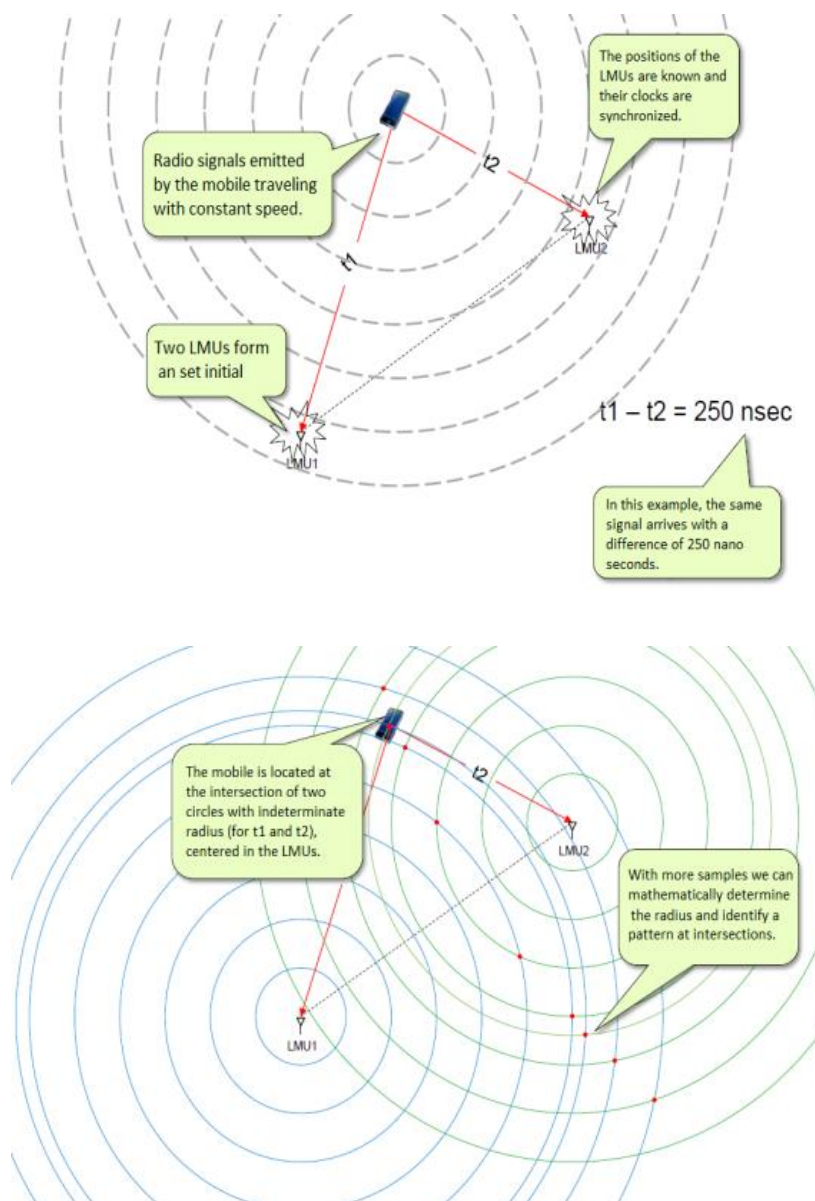 The positions of the
LMUs are known and
their clocks are
synchronized.
Radio signals emitted
by the mobile traveling
with constant speed.
t2
LMU2
t1
Two LMUs form
an set initial
LMU1
t1 – t2 = 250 nsec
In this example, the same
signal arrives with a
difference of 250 nano
seconds.
The mobile is located at
the intersection of two
circles with indeterminate
radius (for t1 and t2),
centered in the LMUs.
t2
LMU2
With more samples we can
mathematically determine
the radius and identify a
pattern at intersections.
LMU1